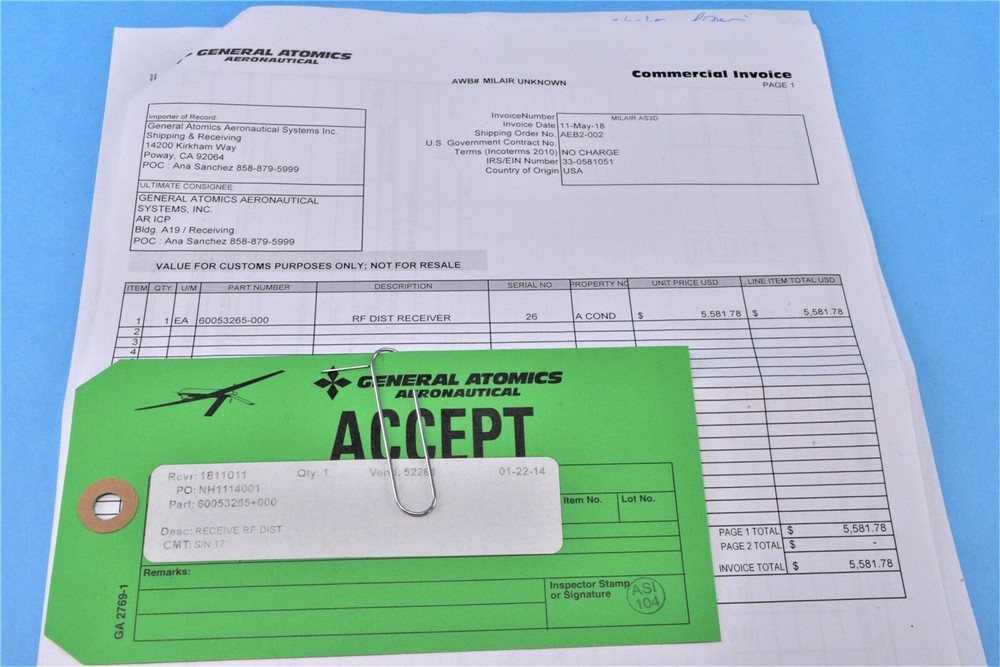 GENERAL ATOMICS
AERONAUTICAL
AWB# MILAIR UNKNOWN
Commercial Invoice
PAGE 1
Importer of Record:
General Atomics Aeronautical Systems Inc.
Shipping & Receiving
14200 Kirkham Way
Poway, CA 92064
POC : Ana Sanchez 858-879-5999
ULTIMATE CONSIGNEE:
GENERAL ATOMICS AERONAUTICAL
SYSTEMS, INC.
AR ICP
Bldg. A19 / Receiving
POC : Ana Sanchez 858-879-5999
InvoiceNumber MILAIR AS3D
Invoice Date 11-May-18
Shipping Order No. AEB2-002
U.S. Government Contract No.
Terms (Incoterms 2010) NO CHARGE
IRS/EIN Number 33-0581051
Country of Origin USA
VALUE FOR CUSTOMS PURPOSES ONLY; NOT FOR RESALE
ITEM QTY U/M PART NUMBER DESCRIPTION SERIAL NO PROPERTY NO UNIT PRICE USD LINE ITEM TOTAL USD
1 1 EA 60053265-000 RF DIST RECEIVER 26 A COND $ 5,581.78 $ 5,581.78
2
3
4
GENERAL ATOMICS
AERONAUTICAL
ACCEPT
Rcvr: 1811011 Qty: 1 Vend: 52281 01-22-14
PO: NH1114001
Part: 60053265+000
Desc: RECEIVE RF DIST
CMT: S/N 17
Item No. Lot No.
Remarks:
Inspector Stamp
or Signature
ASI
104
GA 2769-1
PAGE 1 TOTAL $ 5,581.78
PAGE 2 TOTAL $ -
INVOICE TOTAL $ 5,581.78